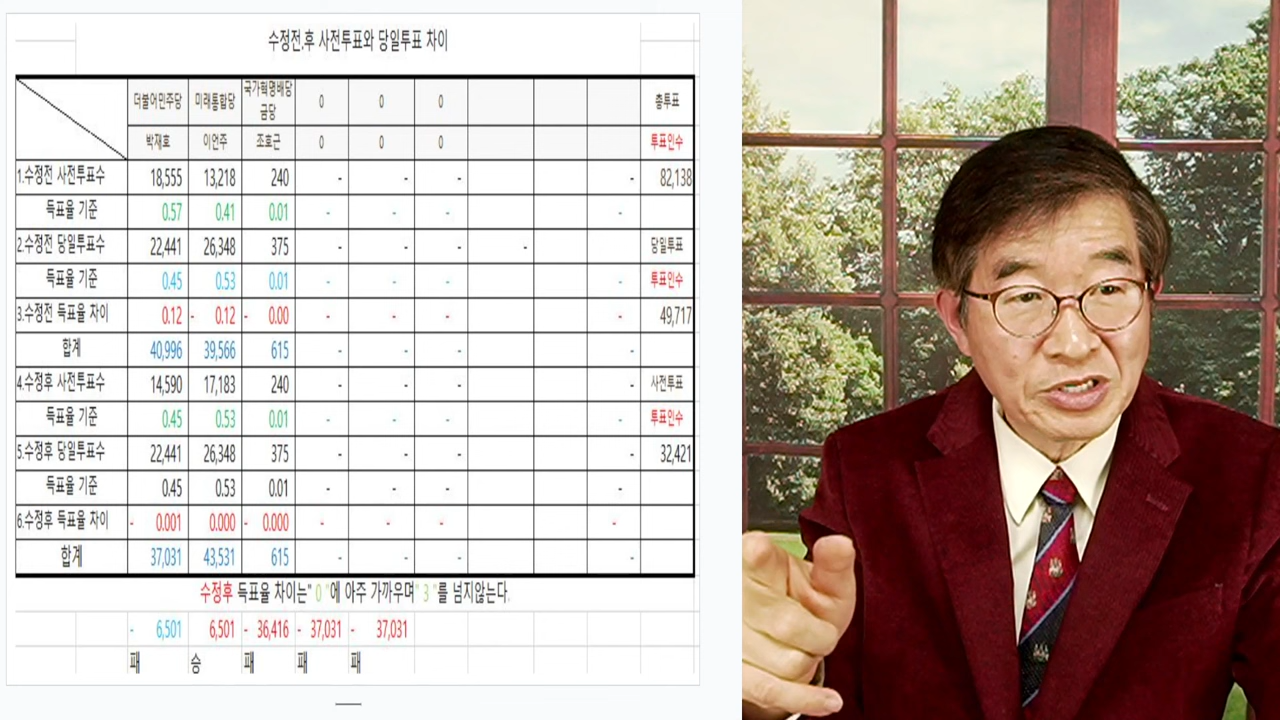 수정전.후 사전투표와 당일투표 차이
더불어민주당 미래통합당 국가혁명배당금당 0 0 0 총투표
박재호 이언주 조호근 0 0 0 투표인수
1.수정전 사전투표수 18,555 13,218 240 - - - - 82,138
득표율 기준 0.57 0.41 0.01 - - - -
2.수정전 당일투표수 22,441 26,348 375 - - - - 당일투표
득표율 기준 0.45 0.53 0.01 - - - - 투표인수
3.수정전 득표율 차이 0.12 - 0.12 - 0.00 - - - - 49,717
합계 40,996 39,566 615 - - - -
4.수정후 사전투표수 14,590 17,183 240 - - - - 사전투표
득표율 기준 0.45 0.53 0.01 - - - - 투표인수
5.수정후 당일투표수 22,441 26,348 375 - - - - 32,421
득표율 기준 0.45 0.53 0.01 - - - -
6.수정후 득표율 차이 - 0.001 0.000 - 0.000 - - - -
합계 37,031 43,531 615 - - - -
수정후 득표율 차이는" 0 "에 아주 가까우며" 3 "를 넘지않는다.
- 6,501 6,501 - 36,416 - 37,031 - 37,031
패 승 패 패 패